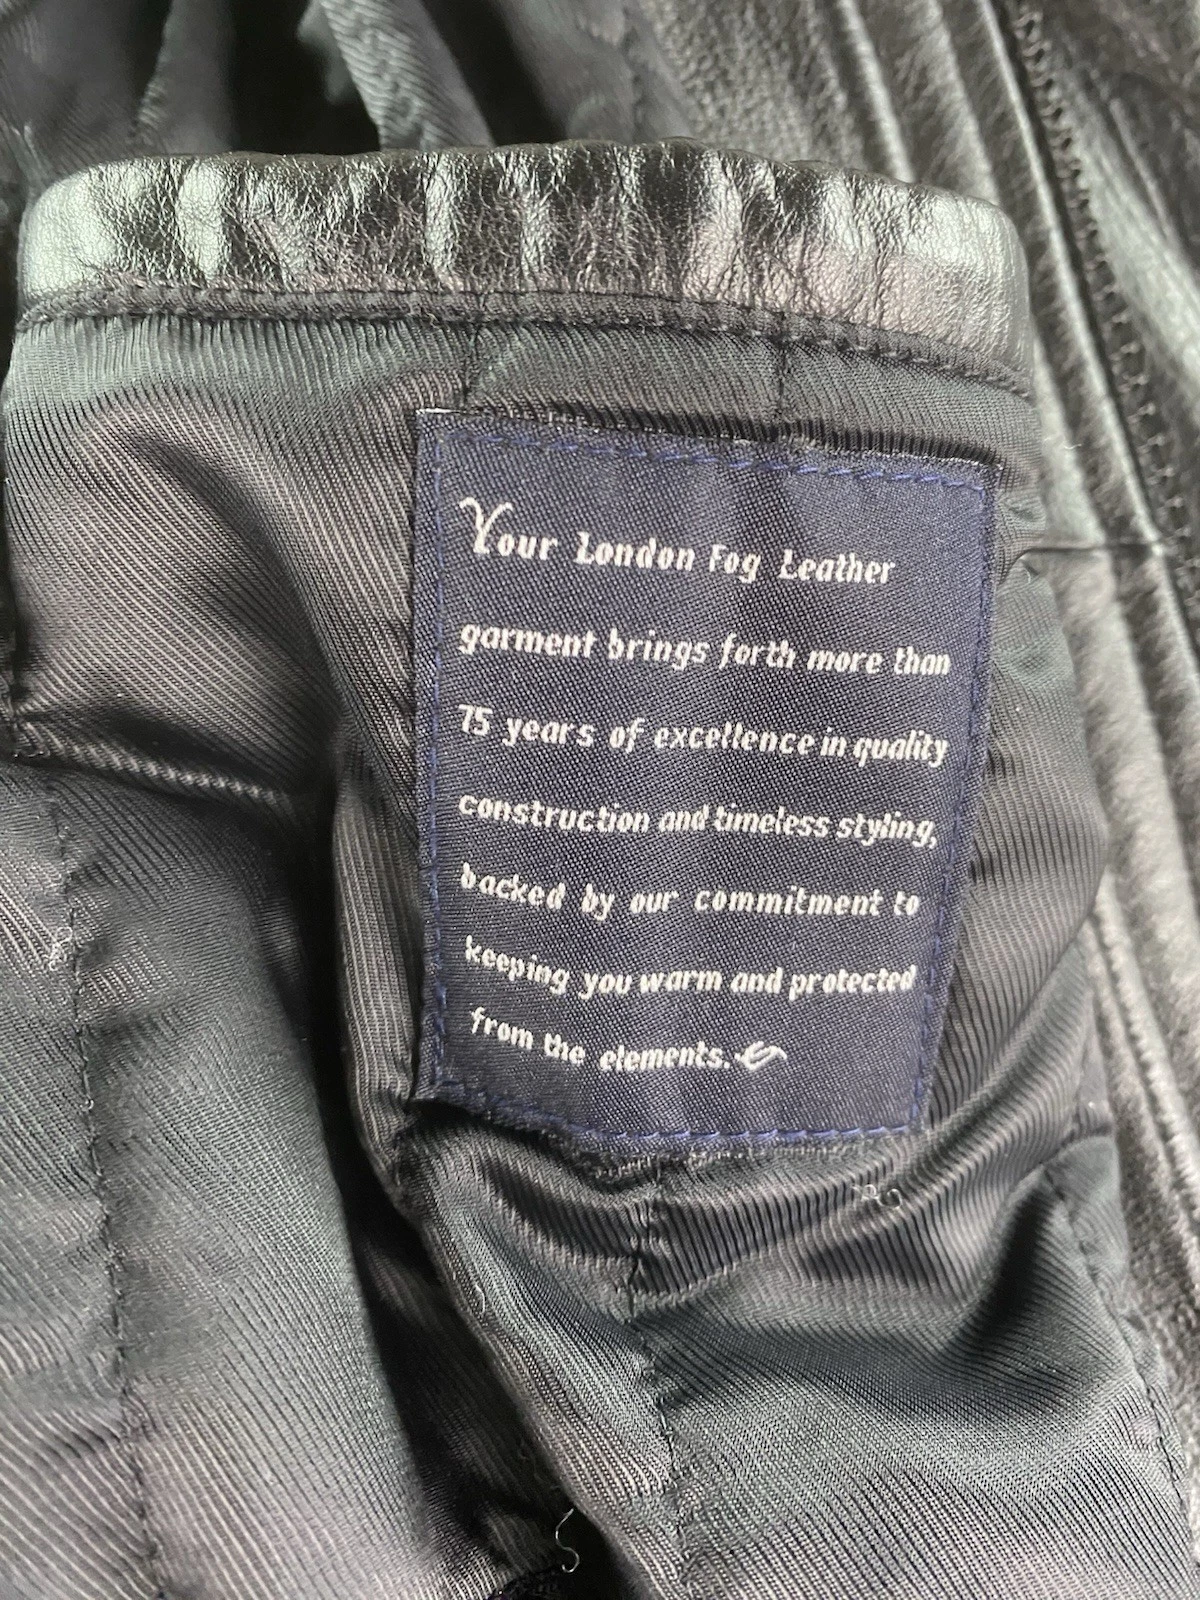 Your London Fog Leather
garment brings forth more than
75 years of excellence in quality
construction and timeless styling,
backed by our commitment to
keeping you warm and protected
from the elements.